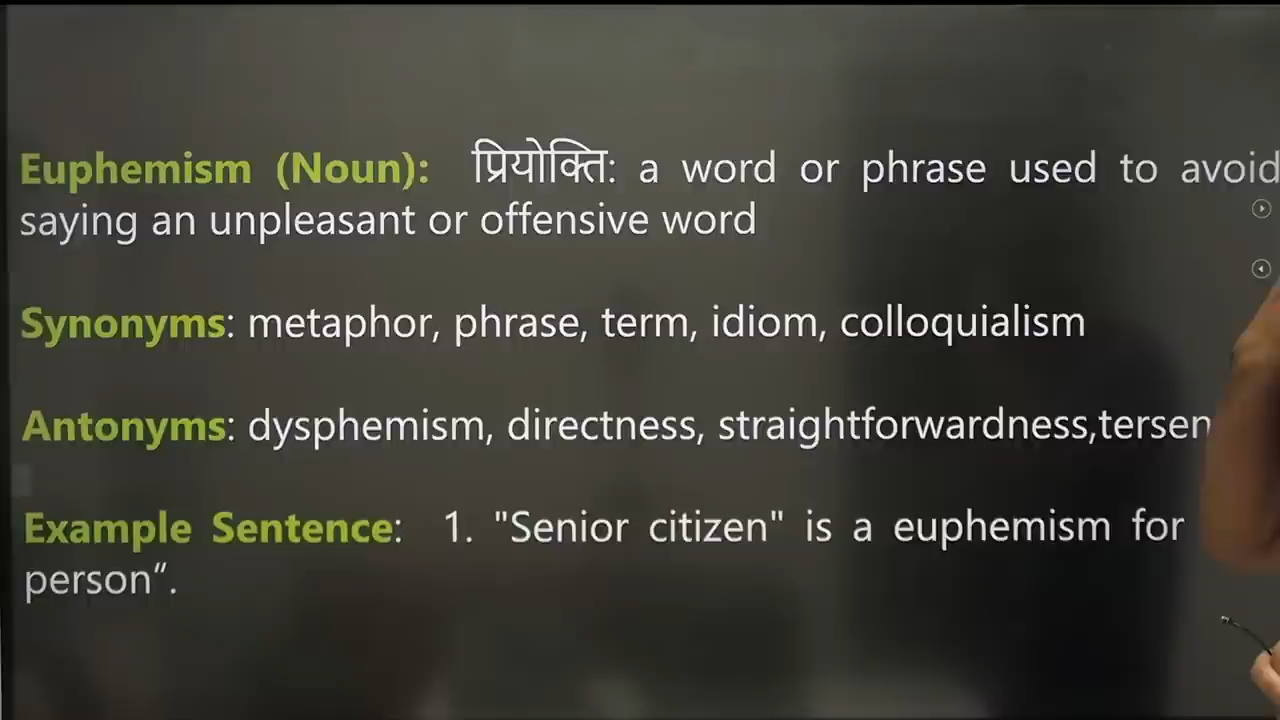 Euphemism (Noun): प्रियोक्ति: a word or phrase used to avoid
saying an unpleasant or offensive word
Synonyms: metaphor, phrase, term, idiom, colloquialism
Antonyms: dysphemism, directness, straightforwardness,
Example Sentence: 1. "Senior citizen" is a euphemism for
person”.